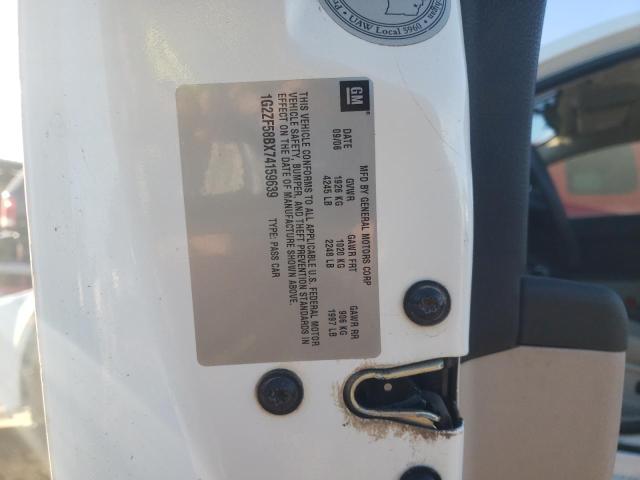 UAW Local 5960
GM
MFD BY GENERAL MOTORS CORP
DATE GVWR GAWR FRT GAWR RR
09/06 1926 KG 1020 KG 906 KG
4245 LB 2248 LB 1997 LB
THIS VEHICLE CONFORMS TO ALL APPLICABLE U.S. FEDERAL MOTOR
VEHICLE SAFETY, BUMPER, AND THEFT PREVENTION STANDARDS IN
EFFECT ON THE DATE OF MANUFACTURE SHOWN ABOVE.
1G2ZF58BX74159639 TYPE: PASS CAR